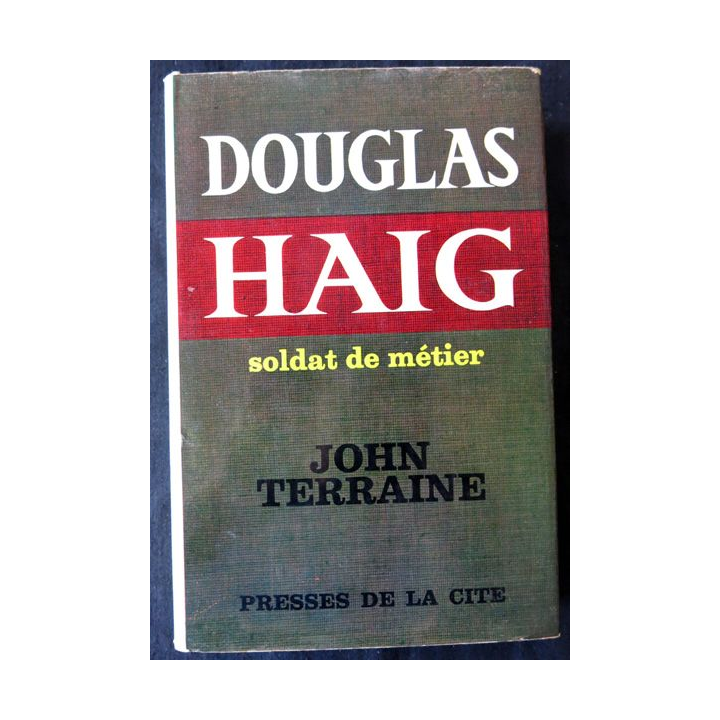 DOUGLAS
HAIG
soldat de métier
JOHN
TERRAINE
PRESSES DE LA CITE